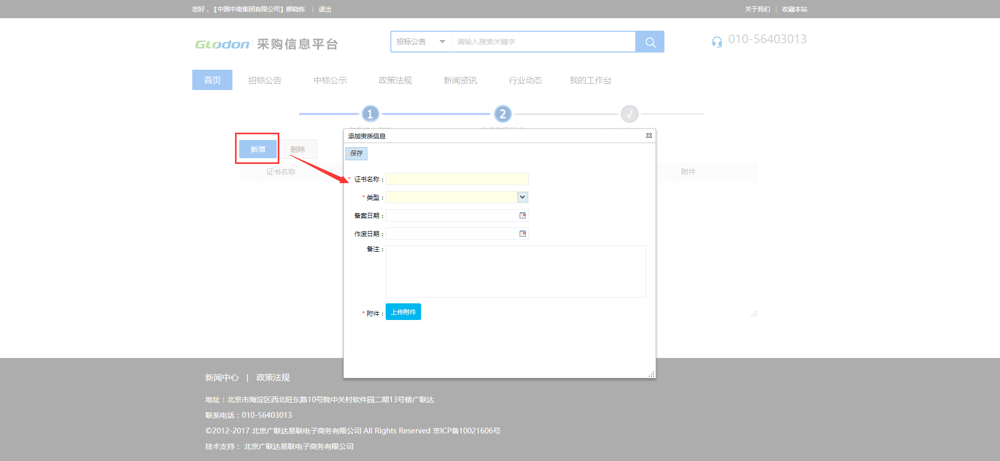 您好，【中国中南集团有限公司】郝晓栋 | 退出
关于我们 | 收藏本站
GLodon 采购信息平台
招标公告
请输入搜索关键字
010-56403013
首页 招标公告 中标公示 政策法规 新闻资讯 行业动态 我的工作台
1 2
添加资质信息
新增 删除
保存
证书名称
附件
* 证书名称：
* 类型：
备案日期：
作废日期：
备注：
* 附件： 上传附件
新闻中心 | 政策法规
地址：北京市海淀区西北旺东路10号院中关村软件园二期13号楼广联达
联系电话：010-56403013
©2012-2017 北京广联达易联电子商务有限公司 All Rights Reserved 京ICP备10021606号
技术支持： 北京广联达易联电子商务有限公司